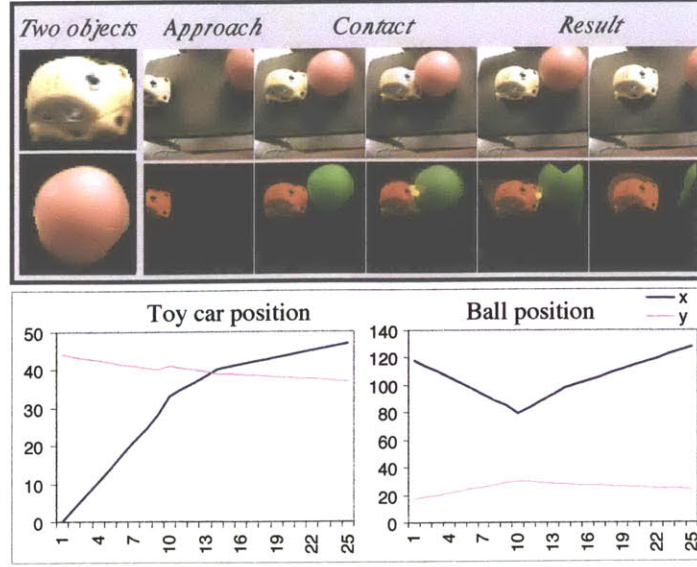 Two objects Approach Contact Result
Toy car position
Ball position
x
y
50
40
30
20
10
0
1 4 7 10 13 16 19 22 25
140
120
100
80
60
40
20
0
1 4 7 10 13 16 19 22 25